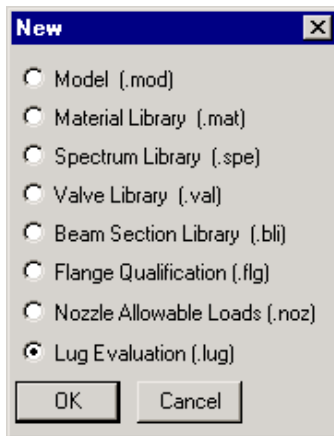 New
Model (.mod)
Material Library (.mat)
Spectrum Library (.spe)
Valve Library (.val)
Beam Section Library (.bli)
Flange Qualification (.flg)
Nozzle Allowable Loads (.noz)
Lug Evaluation (.lug)
OK Cancel